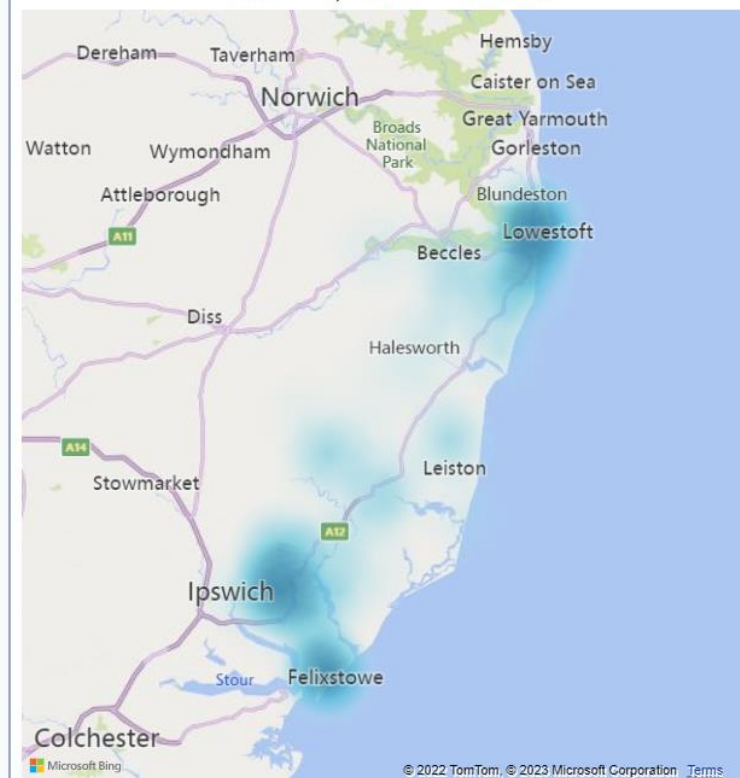 Hemsby
Dereham
Taverham
Caister on Sea
Norwich
Great Yarmouth
Broads
National
Park
Gorleston
Watton
Wymondham
Attleborough
Blundeston
A11
Lowestoft
Beccles
Diss
Halesworth
A14
Leiston
Stowmarket
A12
Ipswich
Stour
Felixstowe
Colchester
Microsoft Bing
© 2022 TomTom, © 2023 Microsoft Corporation Terms